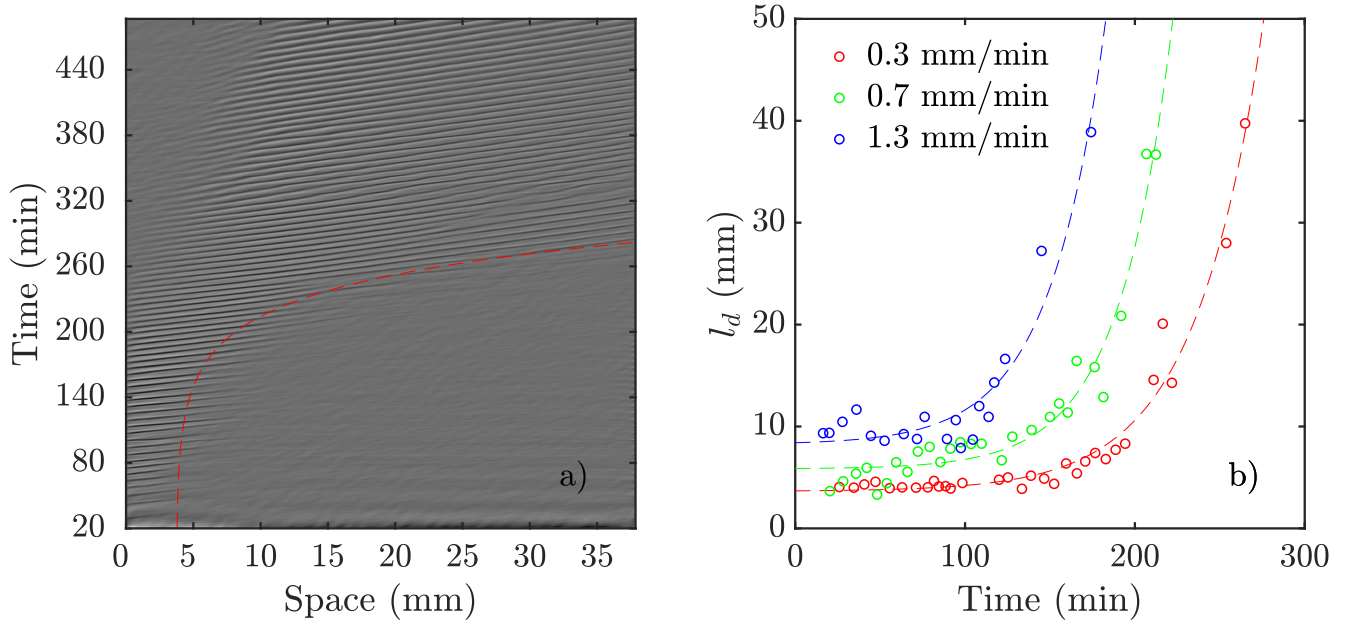 440
380
320
260
200
140
80
20
Time (min)
a)
0 5 10 15 20 25 30 35
Space (mm)
50
40
30
20
10
0
l_d (mm)
0.3 mm/min
0.7 mm/min
1.3 mm/min
b)
0 100 200 300
Time (min)